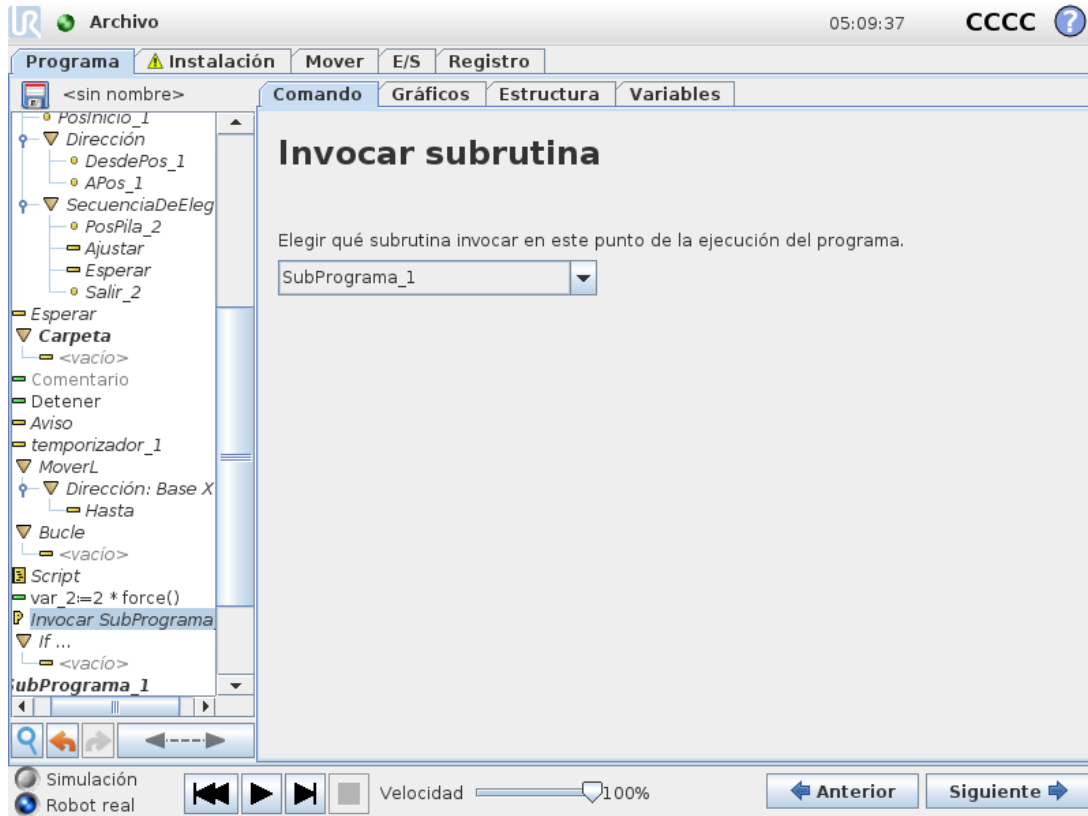 UR Archivo 05:09:37 CCCC ?
Programa Instalación Mover E/S Registro
<sin nombre> Comando Gráficos Estructura Variables
PosInicio_1
Dirección
DesdePos_1
APos_1
SecuenciaDeEleg
PosPila_2
Ajustar
Esperar
Salir_2
Esperar
Carpeta
<vacío>
Comentario
Detener
Aviso
temporizador_1
MoverL
Dirección: Base X
Hasta
Bucle
<vacío>
Script
var_2:=2 * force()
Invocar SubPrograma_
If ...
<vacío>
SubPrograma_1
Invocar subrutina
Elegir qué subrutina invocar en este punto de la ejecución del programa.
SubPrograma_1
Simulación
Robot real
Velocidad 100%
Anterior Siguiente